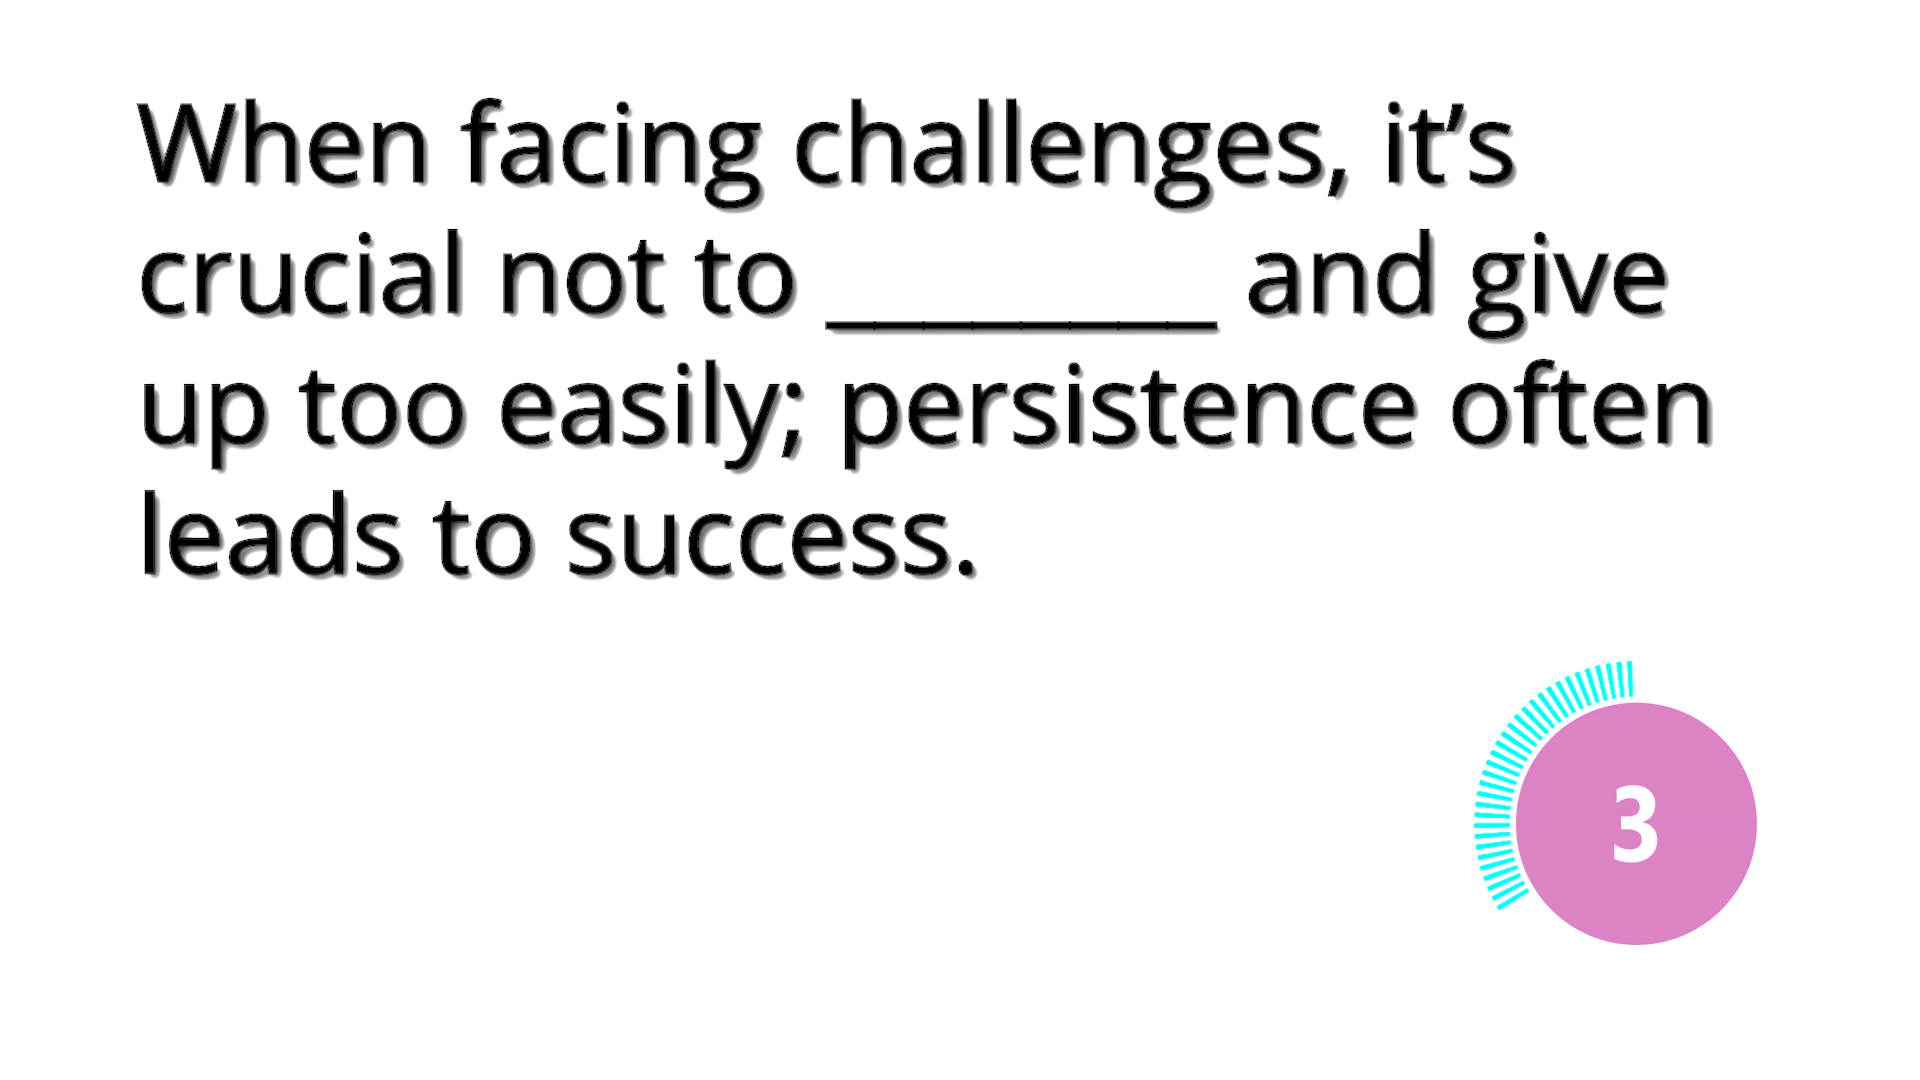 When facing challenges, it’s
crucial not to ________ and give
up too easily; persistence often
leads to success.
3